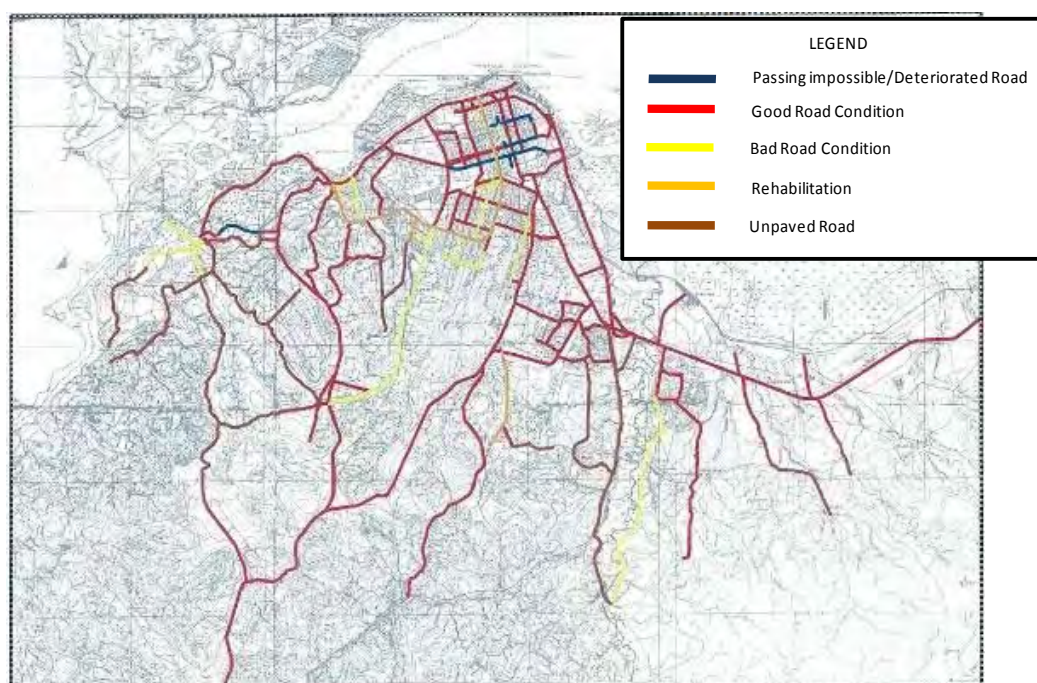 LEGEND
Passing impossible/Deteriorated Road
Good Road Condition
Bad Road Condition
Rehabilitation
Unpaved Road